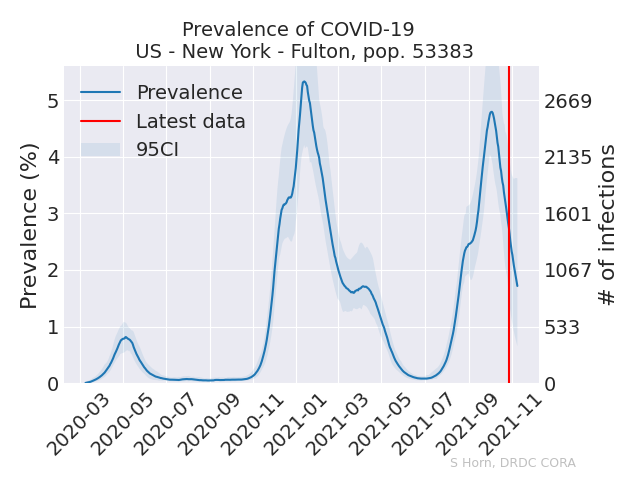 Prevalence of COVID-19
US - New York - Fulton, pop. 53383
Prevalence
Latest data
95CI
Prevalence (%)
5
4
3
2
1
0
2669
2135
1601
1067
533
0
# of infections
2020-03
2020-05
2020-07
2020-09
2020-11
2021-01
2021-03
2021-05
2021-07
2021-09
2021-11
S Horn, DRDC CORA